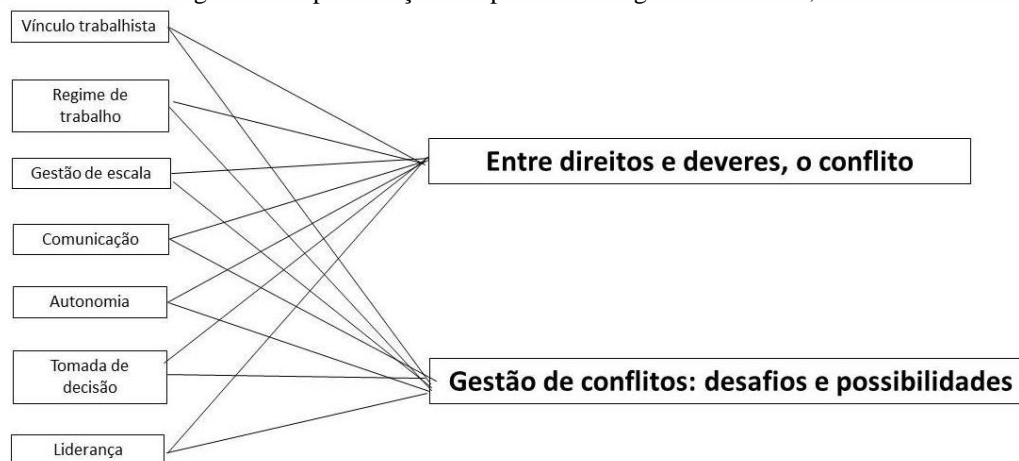 Vínculo trabalhista
Regime de
trabalho
Gestão de escala
Comunicação
Autonomia
Tomada de
decisão
Liderança
Entre direitos e deveres, o conflito
Gestão de conflitos: desafios e possibilidades